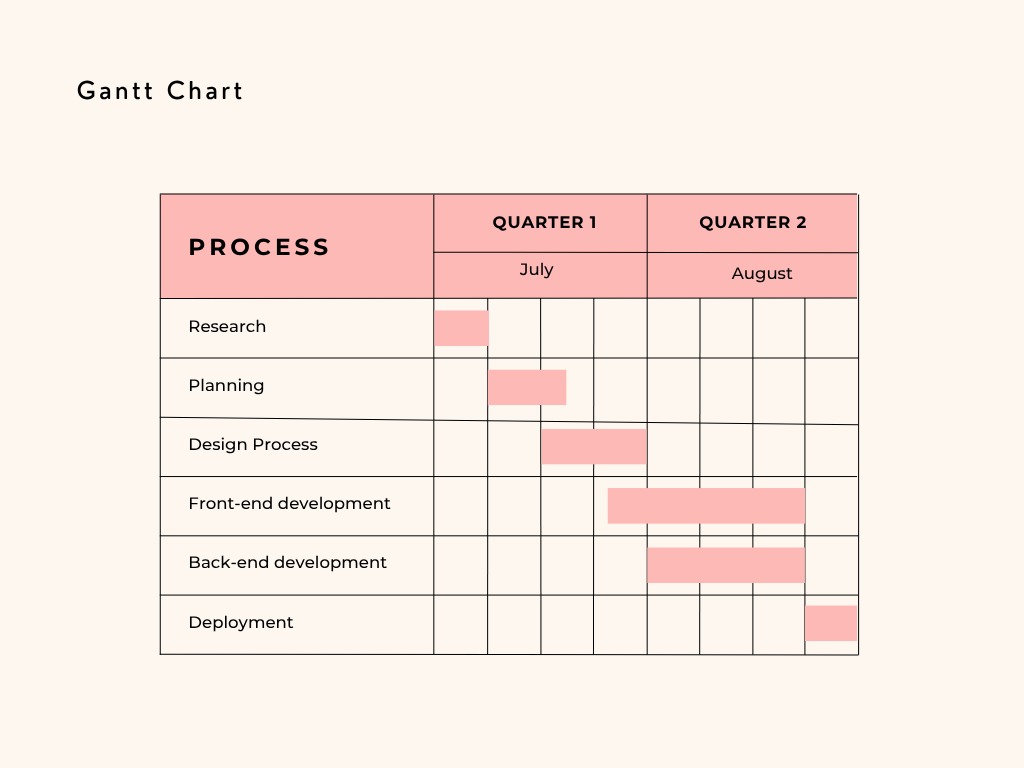 Gantt Chart
PROCESS
QUARTER 1
QUARTER 2
July
August
Research
Planning
Design Process
Front-end development
Back-end development
Deployment